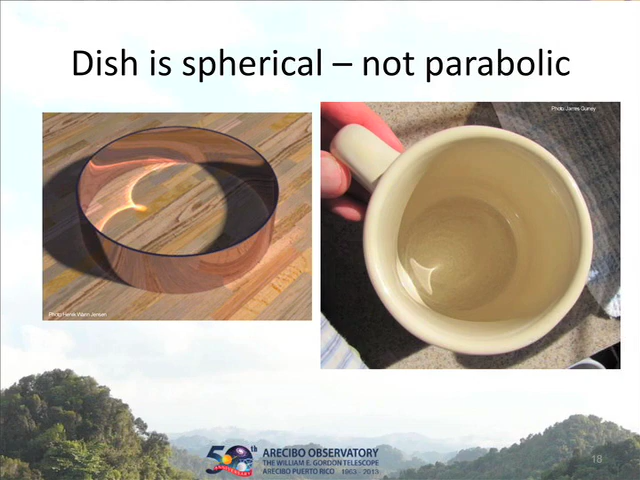 Dish is spherical – not parabolic
Photo James Gurney
Photo Henrik Wann Jensen
50th
ANNIVERSARY
ARECIBO OBSERVATORY
THE WILLIAM E. GORDON TELESCOPE
ARECIBO PUERTO RICO 1963 - 2013
18